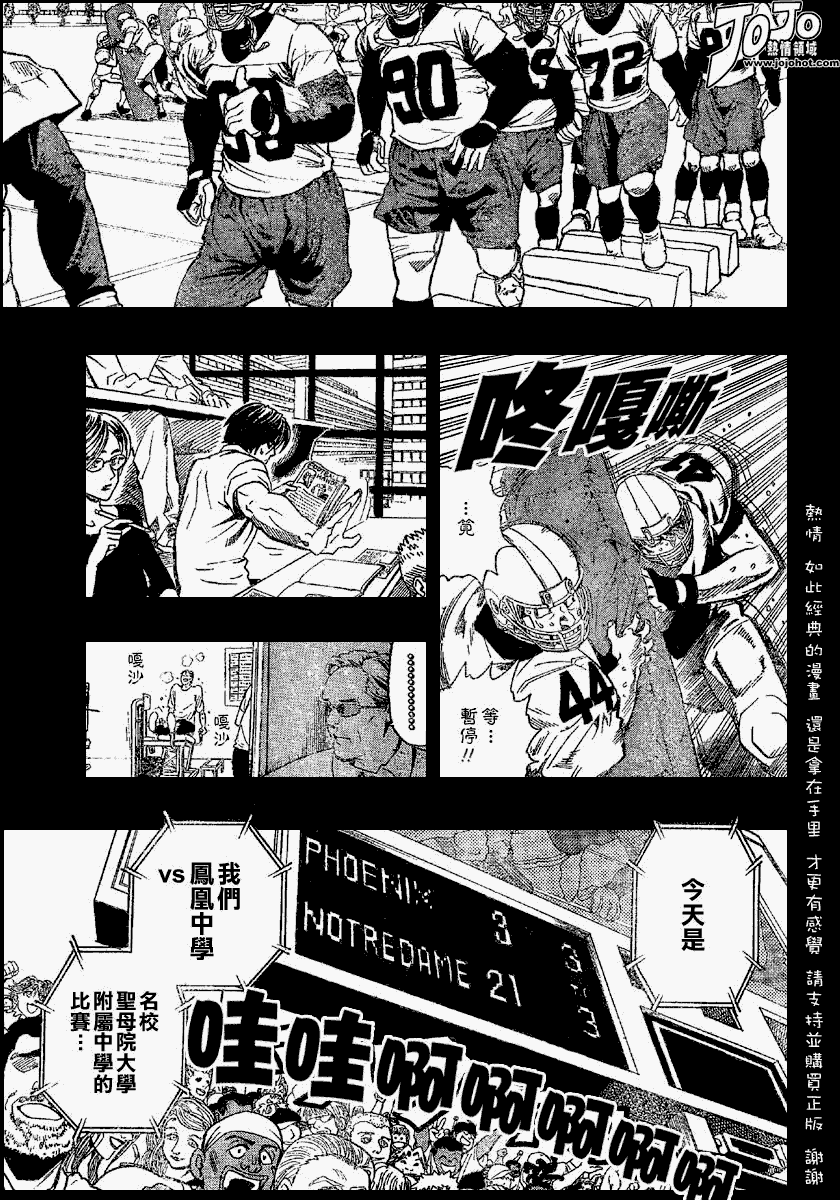 JOJO
熱情領域
www.jojohot.com
90
72
咚嘎嘶
…
筧
44
等…
暫停!!
…………
嘎沙
嘎沙
今天是
PHOENIX 3 3
NOTREDAME 21 3
我們
鳳凰中學
vs
名校
聖母院大學
附屬中學的
比賽…
哇哇啊啊啊啊啊
熱情 如此經典的漫畫 還是拿在手里 才更有感覺 請支持並購買正版 謝謝